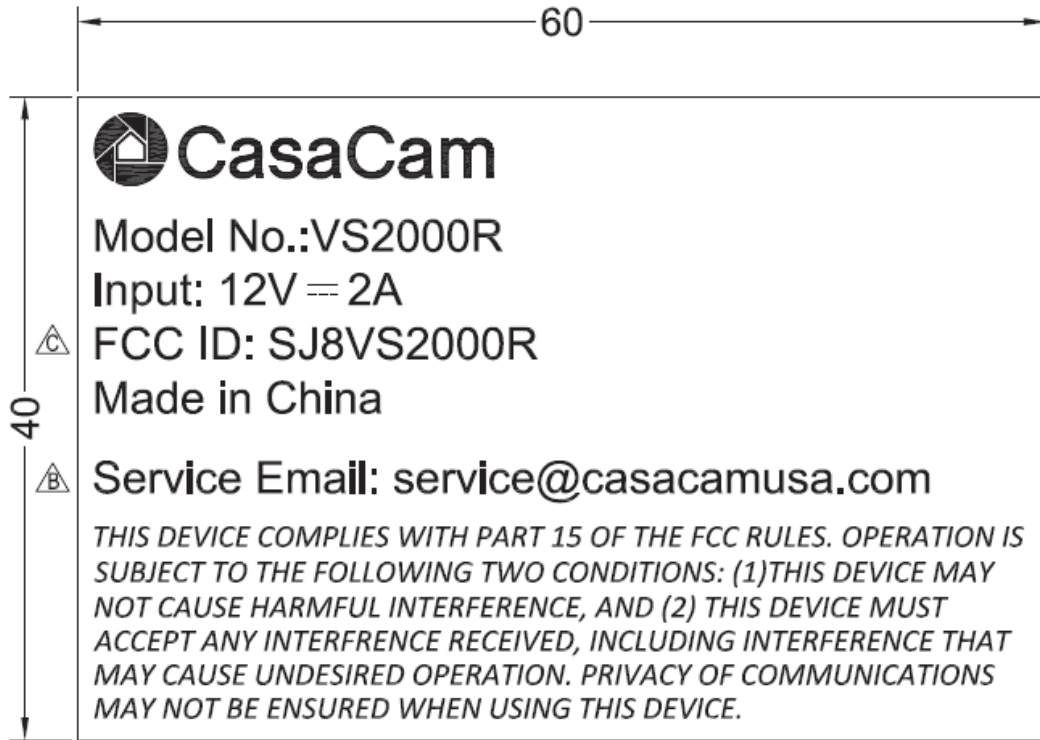 60
CasaCam
Model No.:VS2000R
Input: 12V ⎓ 2A
C FCC ID: SJ8VS2000R
Made in China
40
B Service Email: service@casacamusa.com
THIS DEVICE COMPLIES WITH PART 15 OF THE FCC RULES. OPERATION IS
SUBJECT TO THE FOLLOWING TWO CONDITIONS: (1)THIS DEVICE MAY
NOT CAUSE HARMFUL INTERFERENCE, AND (2) THIS DEVICE MUST
ACCEPT ANY INTERFRENCE RECEIVED, INCLUDING INTERFERENCE THAT
MAY CAUSE UNDESIRED OPERATION. PRIVACY OF COMMUNICATIONS
MAY NOT BE ENSURED WHEN USING THIS DEVICE.